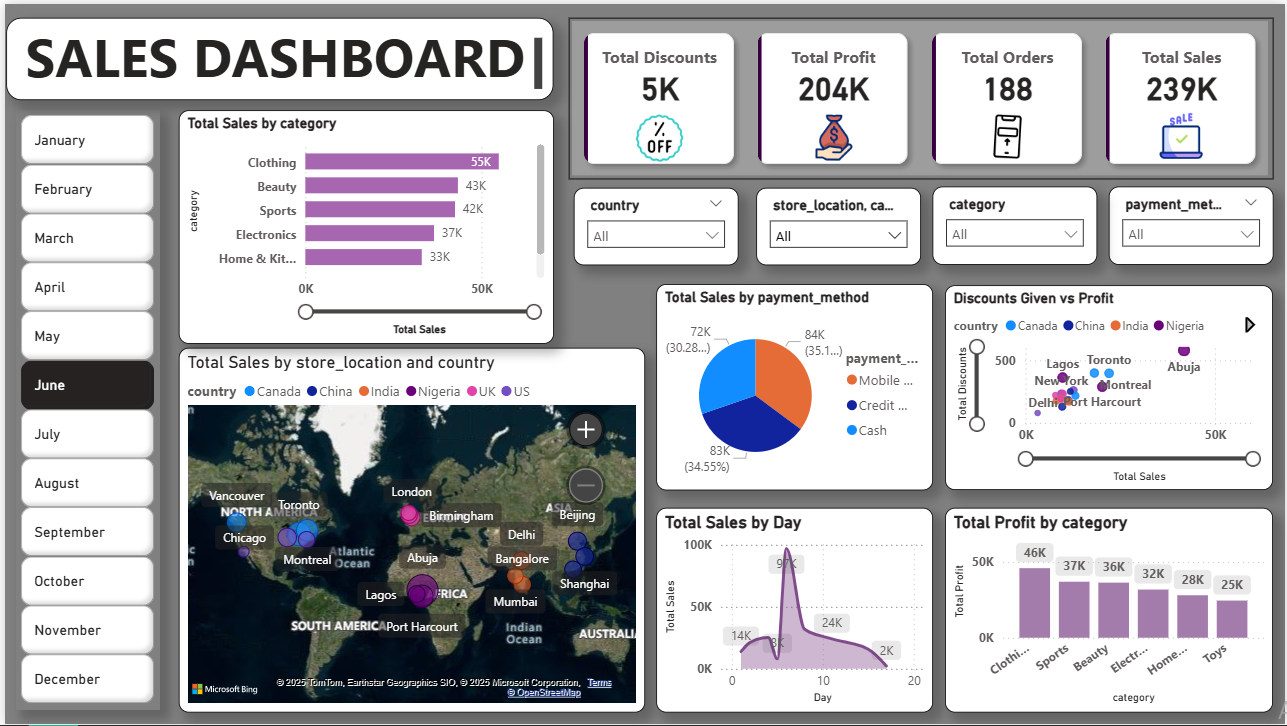 SALES DASHBOARD
Total Discounts
5K
% OFF
Total Profit
204K
$
Total Orders
188
Total Sales
239K
SALE
January
February
March
April
May
June
July
August
September
October
November
December
Total Sales by category
category
Clothing 55K
Beauty 43K
Sports 42K
Electronics 37K
Home & Kit... 33K
0K 50K
Total Sales
country
All
store_location, ca...
All
category
All
payment_met...
All
Total Sales by store_location and country
country Canada China India Nigeria UK US
Vancouver
NORTH AMERICA
Toronto
Chicago
Montreal
Atlantic
Ocean
London
Birmingham
ASIA
Beijing
Delhi
Bangalore
Shanghai
Mumbai
Abuja
Lagos
Port Harcourt
SOUTH AMERICA
Indian
Ocean
AUSTRALI
Microsoft Bing
© 2025 TomTom, Earthstar Geographics SIO, © 2025 Microsoft Corporation, Terms
© OpenStreetMap
Total Sales by payment_method
72K
(30.28...)
84K
(35.1...)
83K
(34.55%)
payment_...
Mobile ...
Credit ...
Cash
Discounts Given vs Profit
country Canada China India Nigeria
Total Discounts
500
0
Lagos
Toronto
Abuja
New York
Montreal
Delhi
Port Harcourt
0K 50K
Total Sales
Total Sales by Day
Total Sales
100K
50K
0K
14K
8K
97K
24K
2K
0 10 20
Day
Total Profit by category
Total Profit
50K
0K
46K
37K
36K
32K
28K
25K
Clothi...
Sports
Beauty
Electr...
Home...
Toys
category